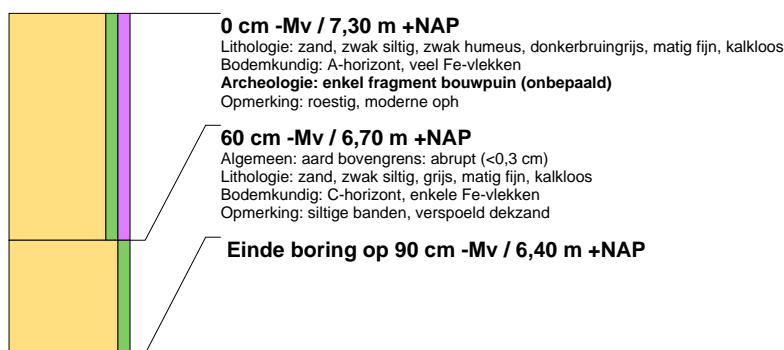 0 cm -Mv / 7,30 m +NAP
Lithologie: zand, zwak siltig, zwak humeus, donkerbruingrijs, matig fijn, kalkloos
Bodemkundig: A-horizont, veel Fe-vlekken
Archeologie: enkel fragment bouwpuin (onbepaald)
Opmerking: roestig, moderne oph
60 cm -Mv / 6,70 m +NAP
Algemeen: aard bovengrens: abrupt (<0,3 cm)
Lithologie: zand, zwak siltig, grijs, matig fijn, kalkloos
Bodemkundig: C-horizont, enkele Fe-vlekken
Opmerking: siltige banden, verspoeld dekzand
Einde boring op 90 cm -Mv / 6,40 m +NAP